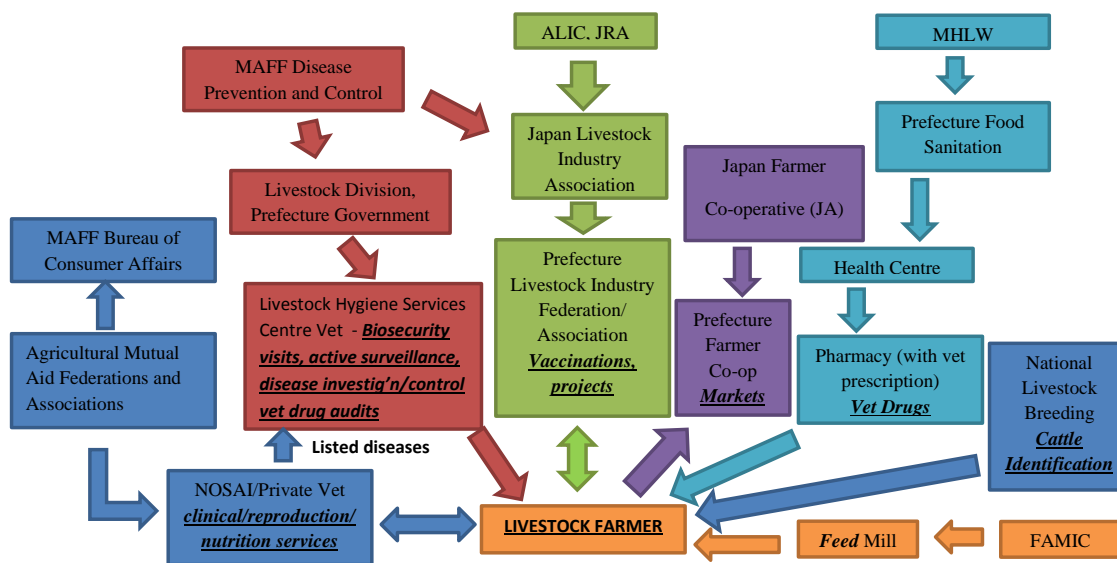 ALIC, JRA
MHLW
MAFF Disease
Prevention and Control
Japan Livestock
Industry
Association
Prefecture Food
Sanitation
Japan Farmer
Co-operative (JA)
Livestock Division,
Prefecture Government
MAFF Bureau of
Consumer Affairs
Prefecture
Livestock Industry
Federation/
Association
Vaccinations,
projects
Health Centre
Livestock Hygiene Services
Centre Vet - Biosecurity
visits, active surveillance,
disease investig'n/control
vet drug audits
Prefecture
Farmer
Co-op
Markets
Agricultural Mutual
Aid Federations and
Associations
Pharmacy (with vet
prescription)
Vet Drugs
National
Livestock
Breeding
Cattle
Identification
Listed diseases
NOSAI/Private Vet
clinical/reproduction/
nutrition services
LIVESTOCK FARMER
Feed Mill
FAMIC